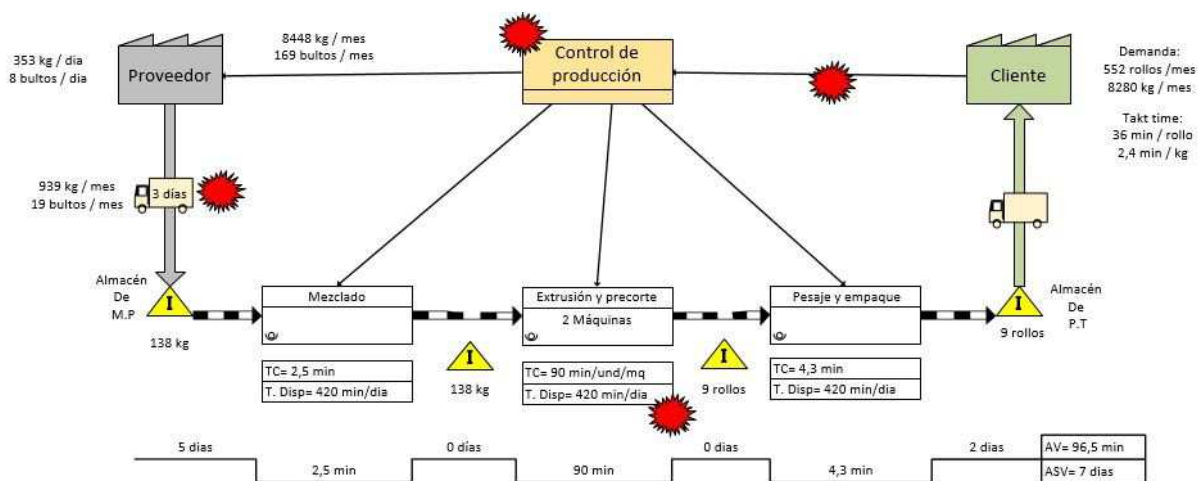 353 kg / dia
8 bultos / dia
Proveedor
8448 kg / mes
169 bultos / mes
Control de
producción
Cliente
Demanda:
552 rollos /mes
8280 kg / mes
Takt time:
36 min / rollo
2,4 min / kg
939 kg / mes
19 bultos / mes
3 días
Almacén
De
M.P
I
138 kg
Mezclado
TC= 2,5 min
T. Disp= 420 min/dia
I
138 kg
Extrusión y precorte
2 Máquinas
TC= 90 min/und/mq
T. Disp= 420 min/dia
I
9 rollos
Pesaje y empaque
TC= 4,3 min
T. Disp= 420 min/dia
I
9 rollos
Almacén
De
P.T
5 dias
2,5 min
0 días
90 min
0 dias
4,3 min
2 dias
AV= 96,5 min
ASV= 7 dias